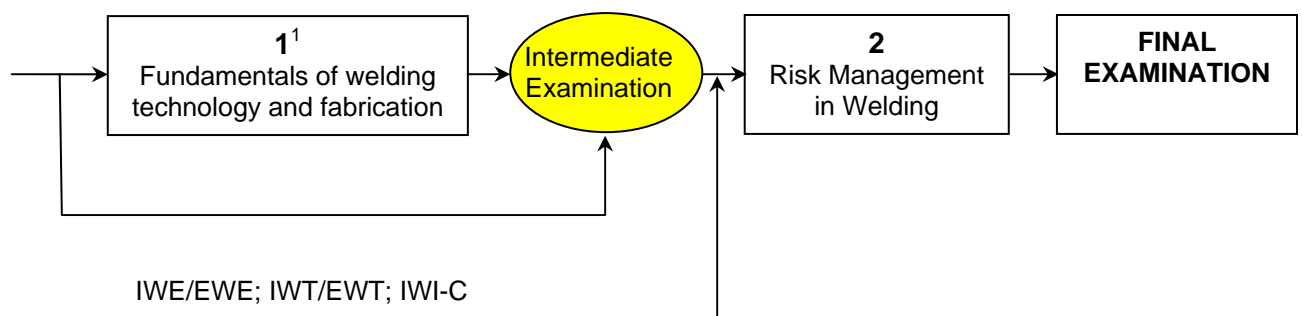 1¹
Fundamentals of welding
technology and fabrication
Intermediate
Examination
2
Risk Management
in Welding
FINAL
EXAMINATION
IWE/EWE; IWT/EWT; IWI-C